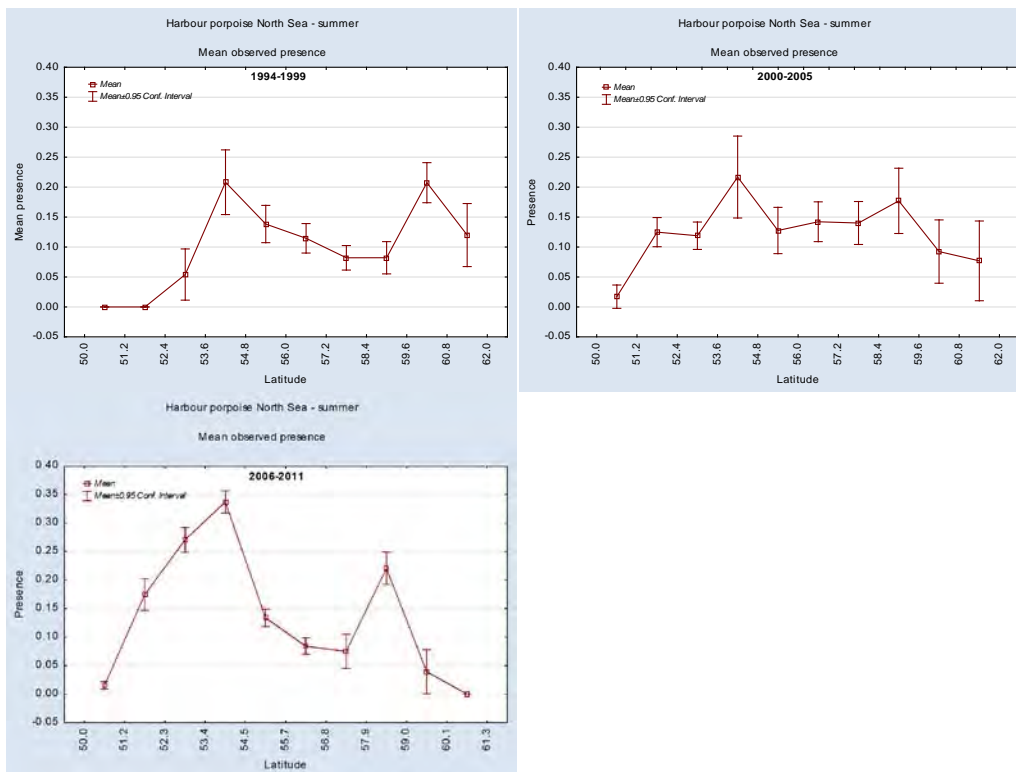 Harbour porpoise North Sea - summer
Mean observed presence
1994-1999
Mean
Mean±0.95 Conf. Interval
Mean presence
0.40
0.35
0.30
0.25
0.20
0.15
0.10
0.05
0.00
-0.05
50.0 51.2 52.4 53.6 54.8 56.0 57.2 58.4 59.6 60.8 62.0
Latitude
Harbour porpoise North Sea - summer
Mean observed presence
2000-2005
Mean
Mean±0.95 Conf. Interval
Presence
0.40
0.35
0.30
0.25
0.20
0.15
0.10
0.05
0.00
-0.05
50.0 51.2 52.4 53.6 54.8 56.0 57.2 58.4 59.6 60.8 62.0
Latitude
Harbour porpoise North Sea - summer
Mean observed presence
2006-2011
Mean
Mean±0.95 Conf. Interval
Presence
0.40
0.35
0.30
0.25
0.20
0.15
0.10
0.05
0.00
-0.05
50.0 51.2 52.3 53.4 54.5 55.7 56.8 57.9 59.0 60.1 61.3
Latitude